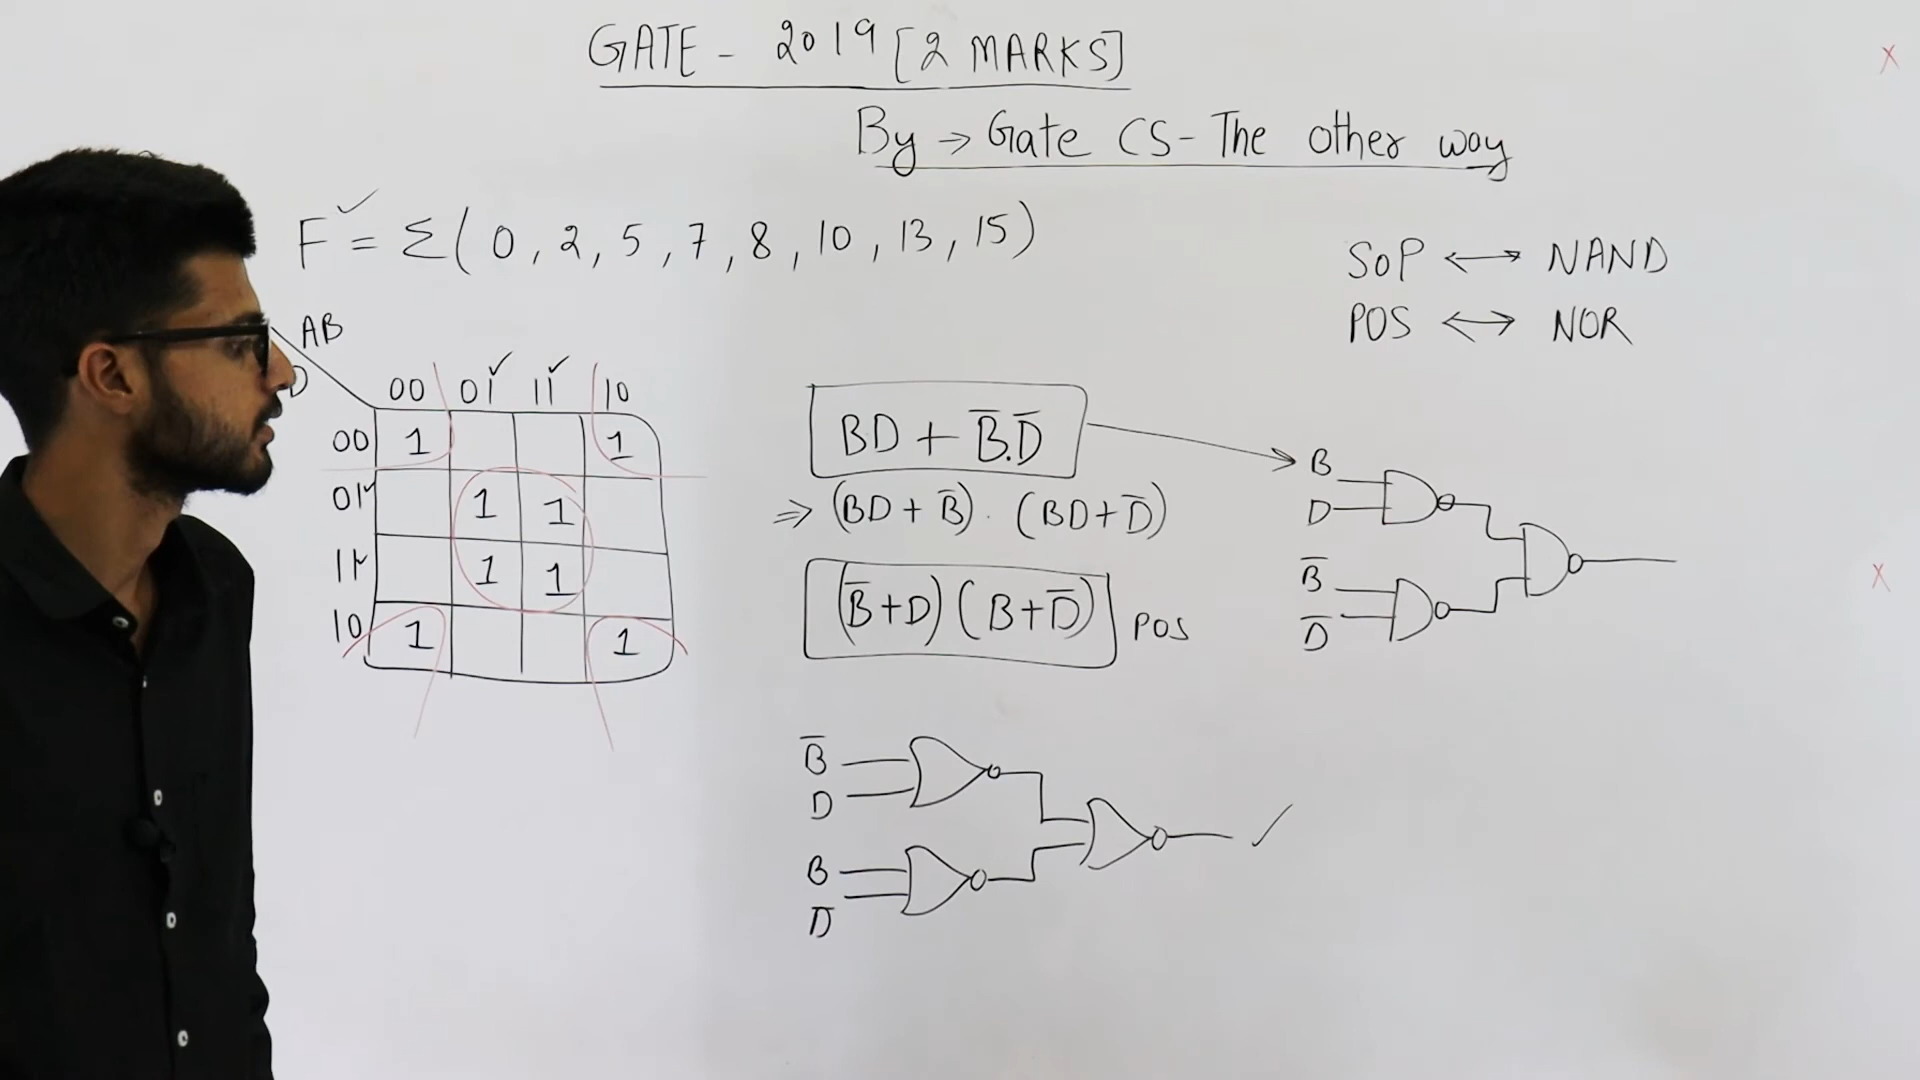 GATE - 2019 [2 MARKS]
By → Gate CS - The other way
F = Σ( 0, 2, 5, 7, 8, 10, 13, 15)
SOP ↔ NAND
POS ↔ NOR
AB
D
00 01 11 10
00 1 1
01 1 1
11 1 1
10 1 1
BD + B̅.D̅
⇒ (BD + B̅) · (BD + D̅)
(B̅ + D) (B + D̅) POS
B
D
B̅
D̅
B̅
D
B
D̅